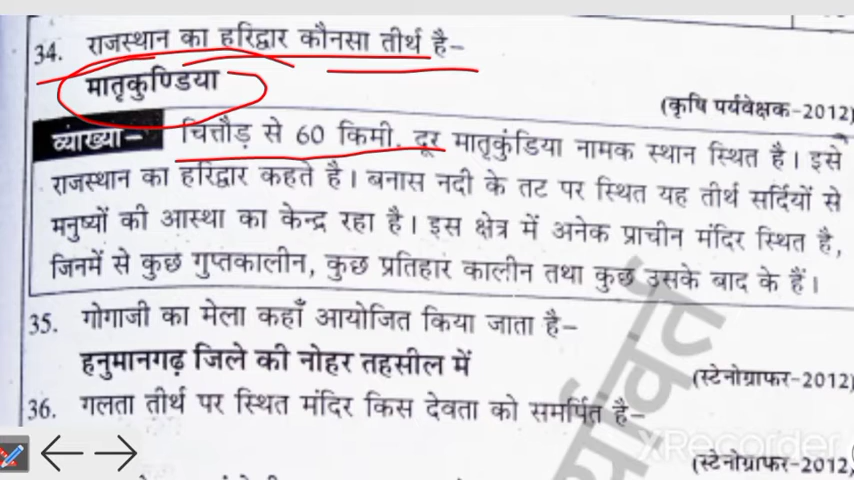 34. राजस्थान का हरिद्वार कौनसा तीर्थ है–
मातृकुण्डिया
(कृषि पर्यवेक्षक-2012)
व्याख्या– चित्तौड़ से 60 किमी. दूर मातृकुंडिया नामक स्थान स्थित है। इसे
राजस्थान का हरिद्वार कहते है। बनास नदी के तट पर स्थित यह तीर्थ सर्दियों से
मनुष्यों की आस्था का केन्द्र रहा है। इस क्षेत्र में अनेक प्राचीन मंदिर स्थित है,
जिनमें से कुछ गुप्तकालीन, कुछ प्रतिहार कालीन तथा कुछ उसके बाद के हैं।
35. गोगाजी का मेला कहाँ आयोजित किया जाता है–
हनुमानगढ़ जिले की नोहर तहसील में
(स्टेनोग्राफर-2012)
36. गलता तीर्थ पर स्थित मंदिर किस देवता को समर्पित है–
XRecorder
(स्टेनोग्राफर-2012,